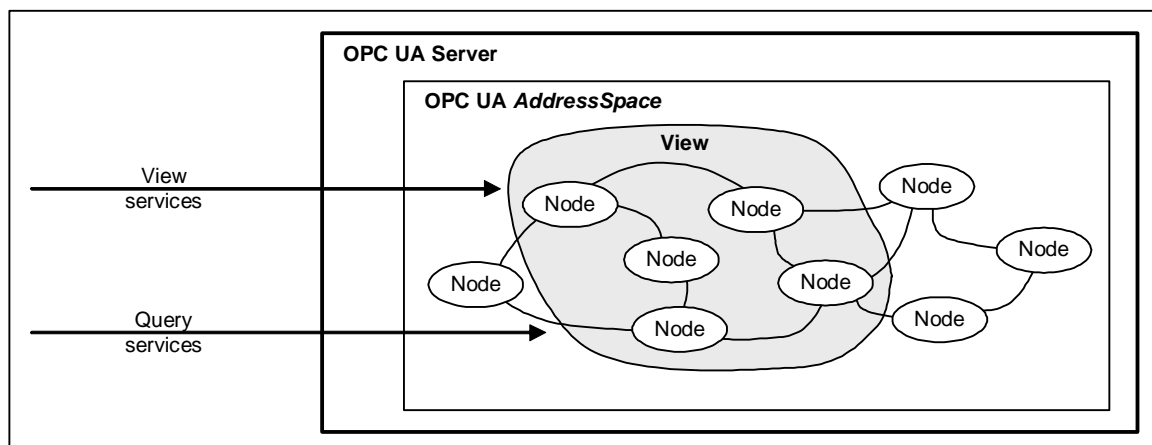 OPC UA Server
OPC UA AddressSpace
View
View
services
Node
Node
Node
Node
Node
Node
Node
Node
Query
services
Node